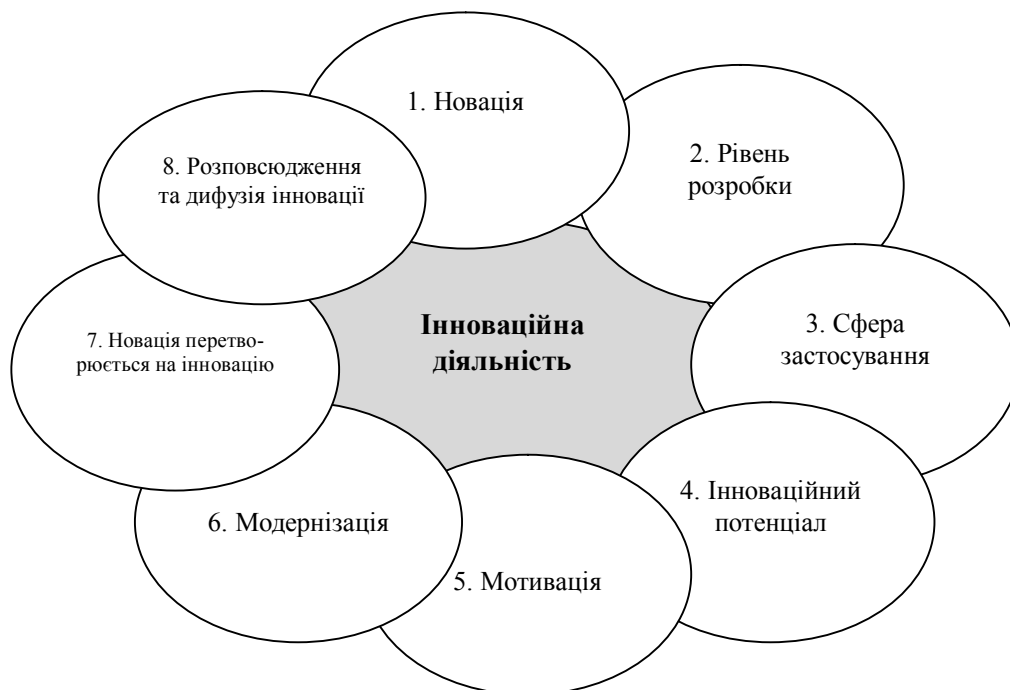 1. Новація
2. Рівень
розробки
3. Сфера
застосування
4. Інноваційний
потенціал
5. Мотивація
6. Модернізація
7. Новація перетво-
рюється на інновацію
8. Розповсюдження
та дифузія інновації
Інноваційна
діяльність